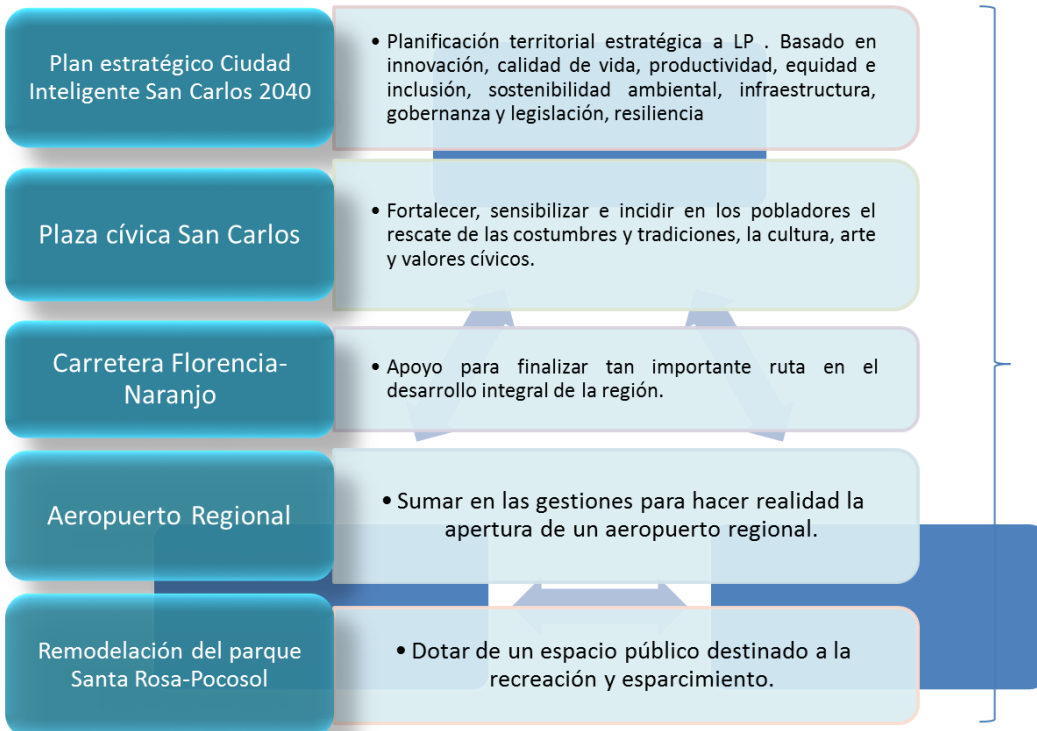 Plan estratégico Ciudad
Inteligente San Carlos 2040
• Planificación territorial estratégica a LP . Basado en
innovación, calidad de vida, productividad, equidad e
inclusión, sostenibilidad ambiental, infraestructura,
gobernanza y legislación, resiliencia
Plaza cívica San Carlos
• Fortalecer, sensibilizar e incidir en los pobladores el
rescate de las costumbres y tradiciones, la cultura, arte
y valores cívicos.
Carretera Florencia-
Naranjo
• Apoyo para finalizar tan importante ruta en el
desarrollo integral de la región.
Aeropuerto Regional
• Sumar en las gestiones para hacer realidad la
apertura de un aeropuerto regional.
Remodelación del parque
Santa Rosa-Pocosol
• Dotar de un espacio público destinado a la
recreación y esparcimiento.